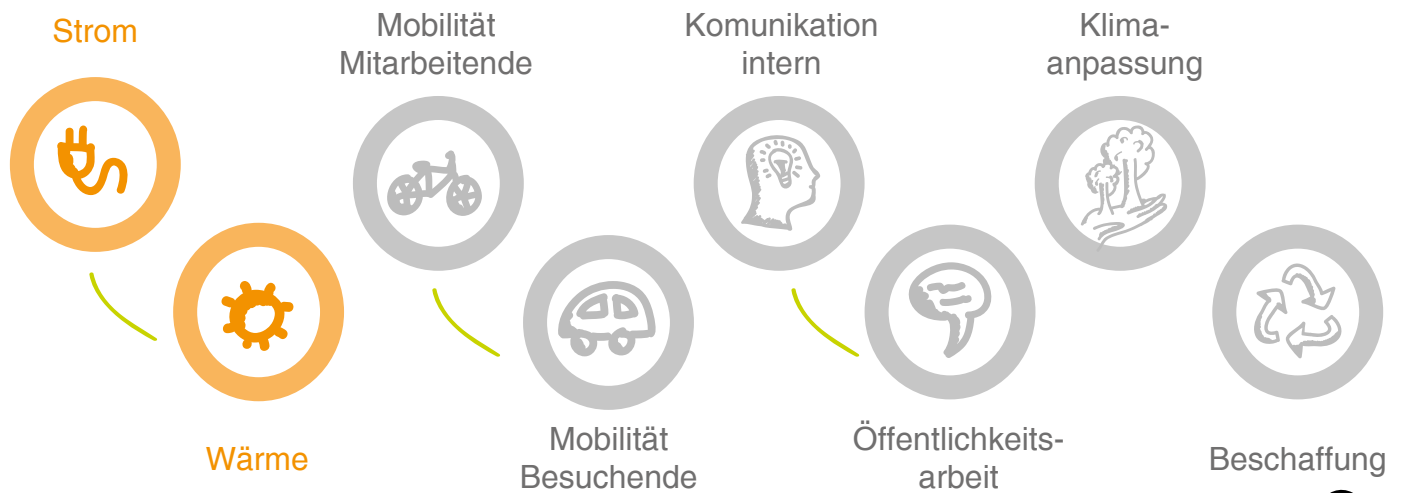 Strom
Mobilität
Mitarbeitende
Komunikation
intern
Klima-
anpassung
Wärme
Mobilität
Besuchende
Öffentlichkeits-
arbeit
Beschaffung